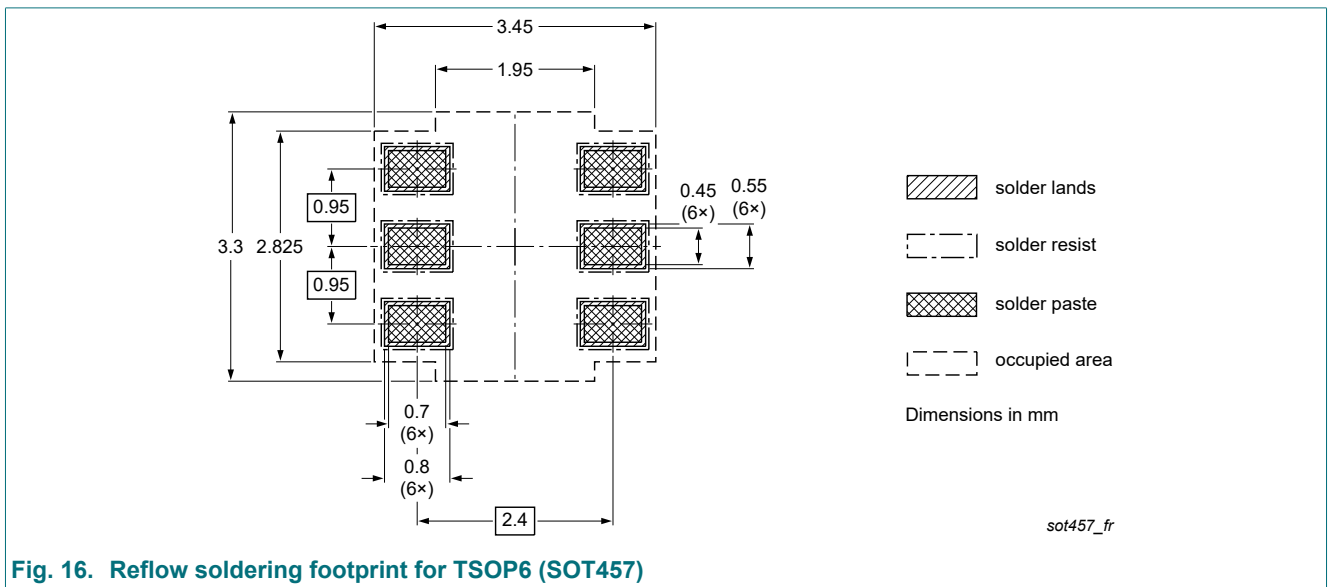 3.45
1.95
0.95
3.3 2.825
0.95
0.45 0.55
(6×) (6×)
0.7
(6×)
0.8
(6×)
2.4
solder lands
solder resist
solder paste
occupied area
Dimensions in mm
sot457_fr
Fig. 16. Reflow soldering footprint for TSOP6 (SOT457)